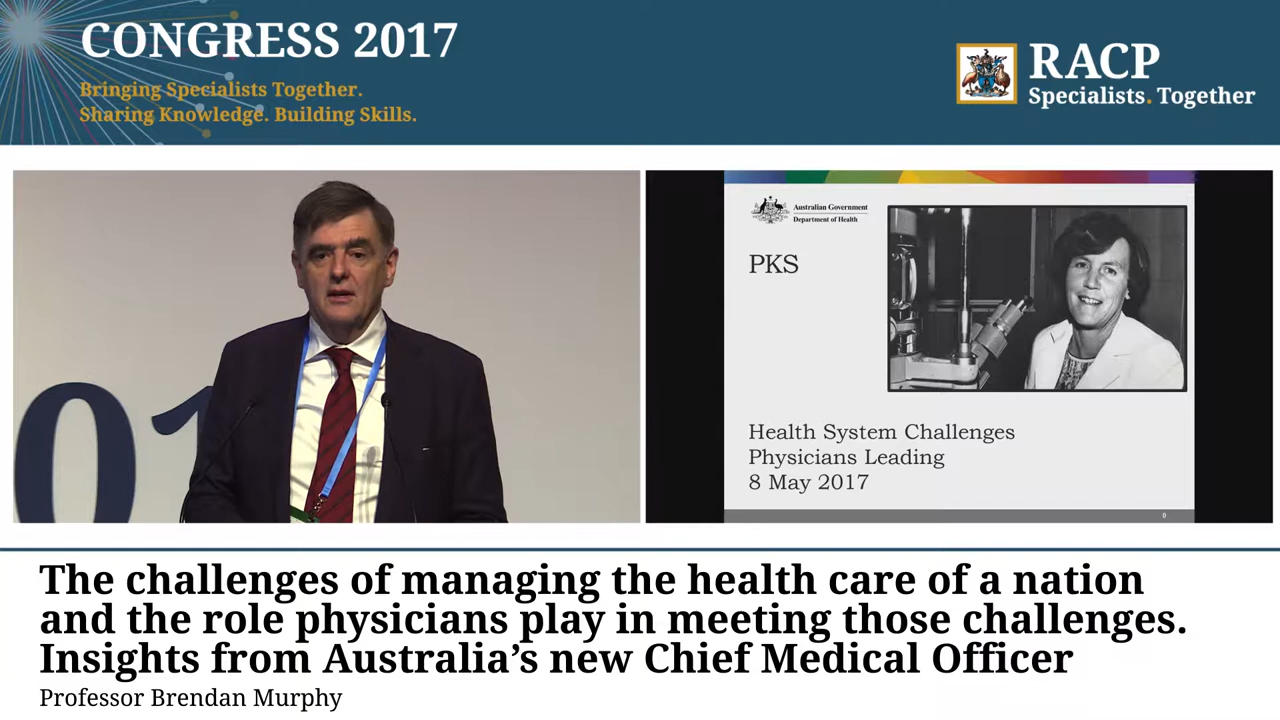 CONGRESS 2017
Bringing Specialists Together.
Sharing Knowledge. Building Skills.
RACP
Specialists. Together
01
Australian Government
Department of Health
PKS
Health System Challenges
Physicians Leading
8 May 2017
0
The challenges of managing the health care of a nation
and the role physicians play in meeting those challenges.
Insights from Australia’s new Chief Medical Officer
Professor Brendan Murphy